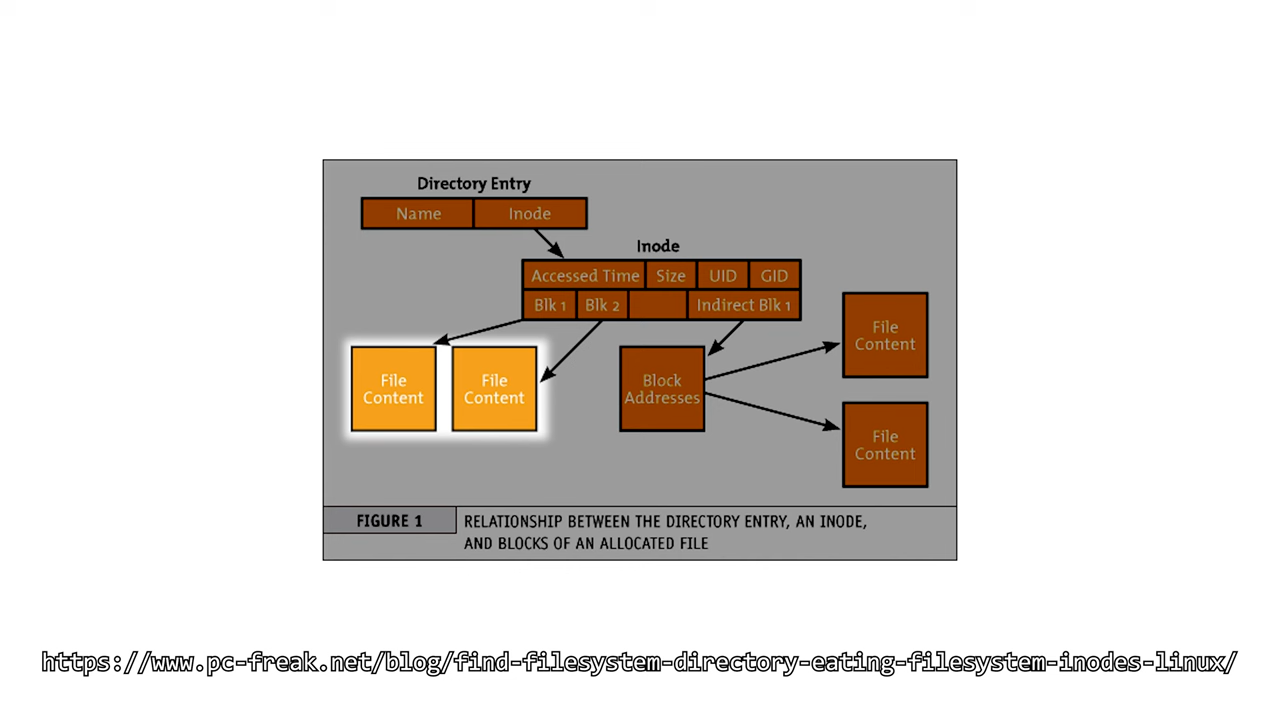 Directory Entry
Name Inode
Inode
Accessed Time Size UID GID
Blk 1 Blk 2 Indirect Blk 1
File
Content
File
Content
Block
Addresses
File
Content
File
Content
FIGURE 1
RELATIONSHIP BETWEEN THE DIRECTORY ENTRY, AN INODE,
AND BLOCKS OF AN ALLOCATED FILE
https://www.pc-freak.net/blog/find-filesystem-directory-eating-filesystem-inodes-linux/